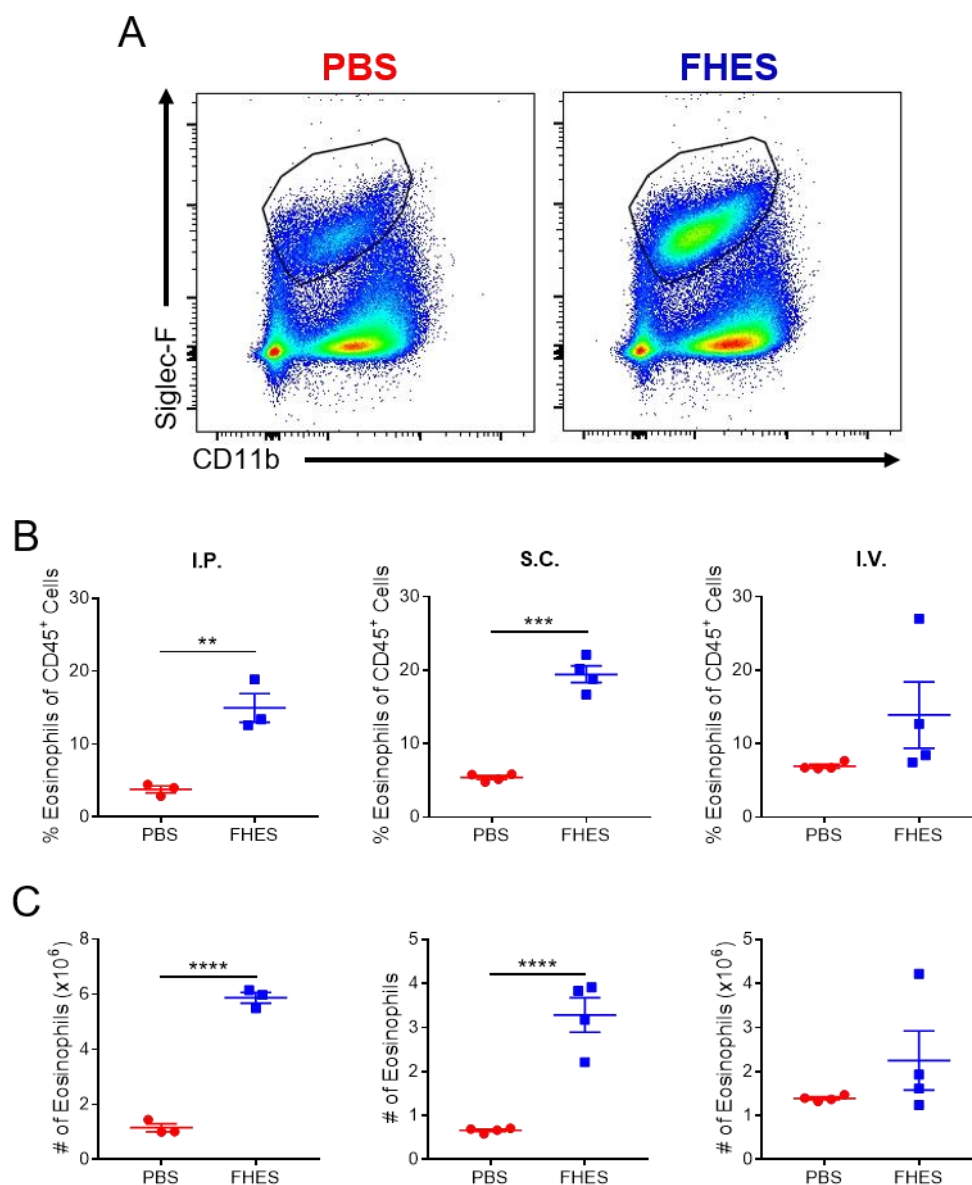 A
PBS
FHES
Siglec-F
CD11b
B
I.P.
S.C.
I.V.
% Eosinophils of CD45⁺ Cells
30
20
10
0
**
PBS
FHES
% Eosinophils of CD45⁺ Cells
30
20
10
0
***
PBS
FHES
% Eosinophils of CD45⁺ Cells
30
20
10
0
PBS
FHES
C
# of Eosinophils (x10⁶)
8
6
4
2
0
****
PBS
FHES
# of Eosinophils
5
4
3
2
1
0
****
PBS
FHES
# of Eosinophils (x10⁶)
5
4
3
2
1
0
PBS
FHES